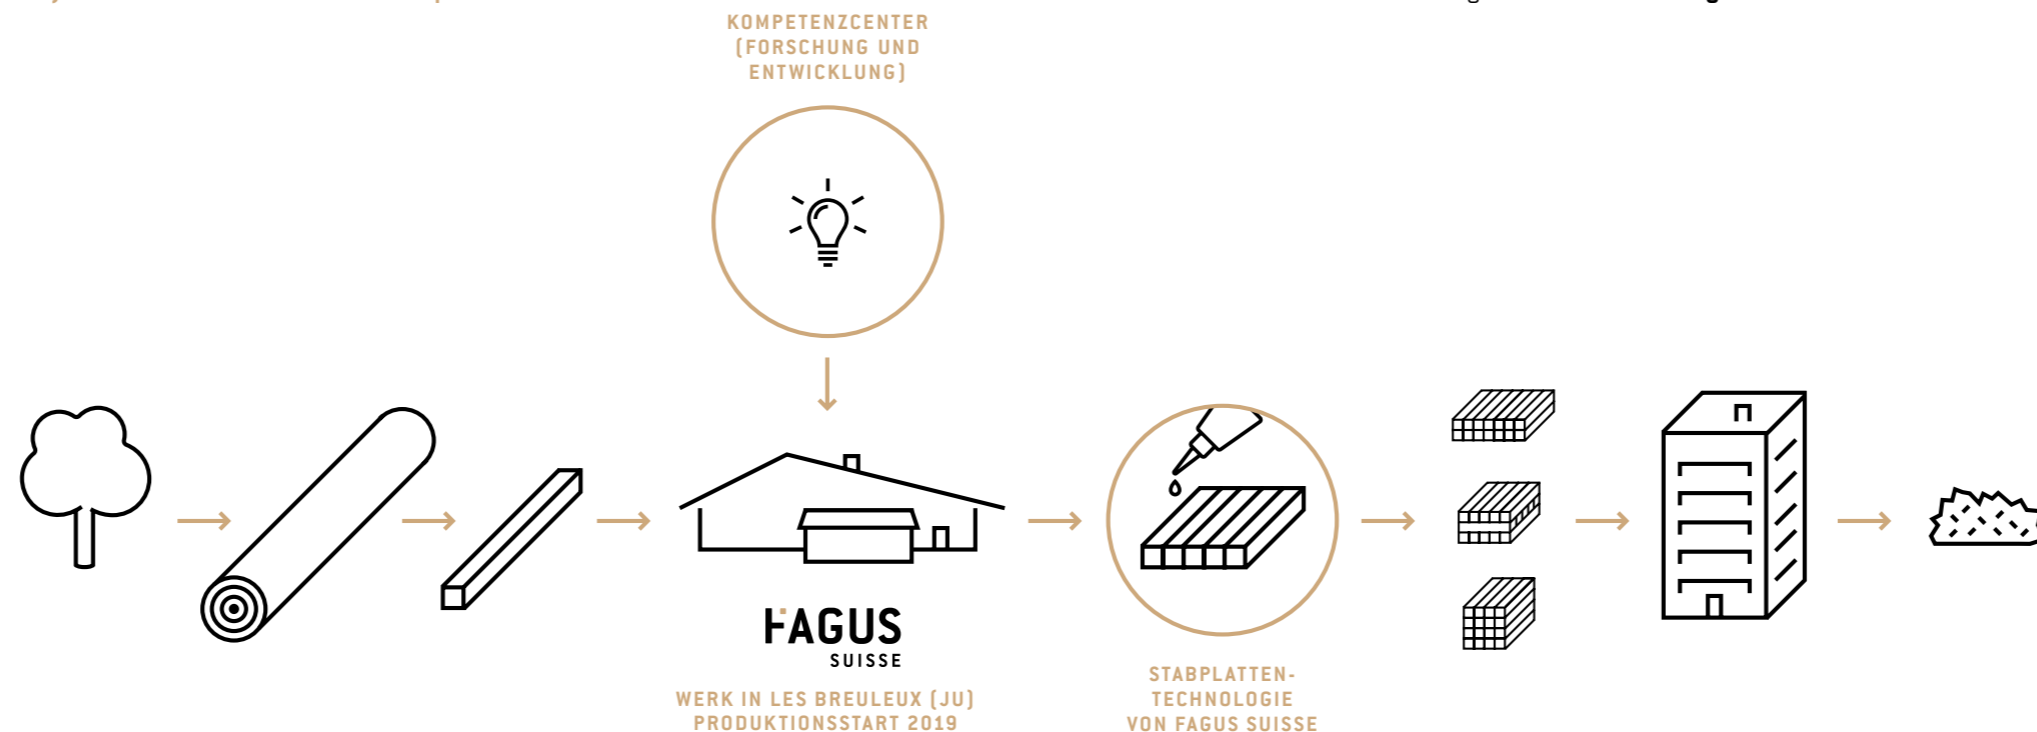 KOMPETENZCENTER
(FORSCHUNG UND
ENTWICKLUNG)
FAGUS
SUISSE
WERK IN LES BREULEUX (JU)
PRODUKTIONSSTART 2019
STABPLATTEN-
TECHNOLOGIE
VON FAGUS SUISSE